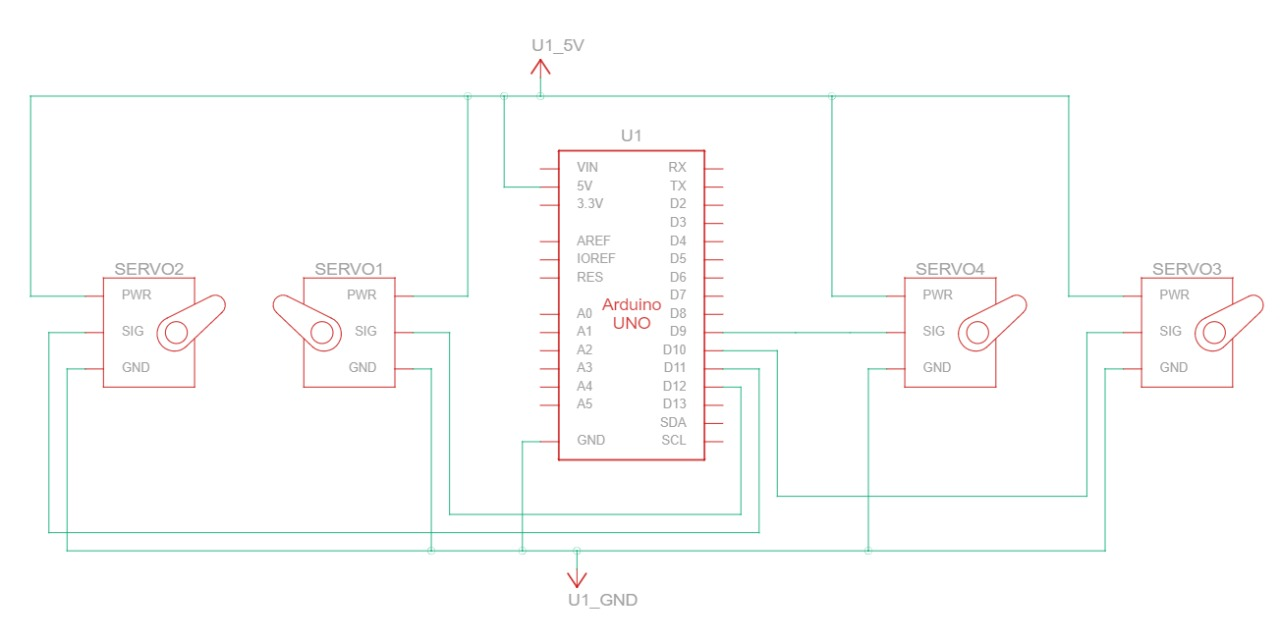 U1_5V
U1
VIN RX
5V TX
3.3V D2
D3
AREF D4
IOREF D5
RES D6
D7
Arduino
UNO
A0 D8
A1 D9
A2 D10
A3 D11
A4 D12
A5 D13
SDA
GND SCL
SERVO2
PWR
SIG
GND
SERVO1
PWR
SIG
GND
SERVO4
PWR
SIG
GND
SERVO3
PWR
SIG
GND
U1_GND